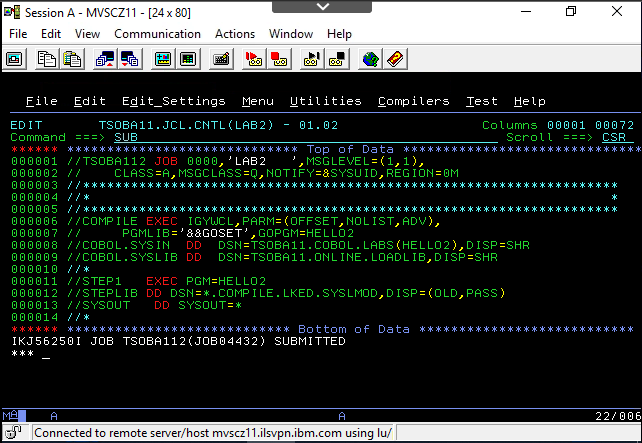 Session A - MVSCZ11 - [24 x 80]
File Edit View Communication Actions Window Help
File Edit Edit_Settings Menu Utilities Compilers Test Help
EDIT TSOBA11.JCL.CNTL(LAB2) - 01.02 Columns 00001 00072
Command ===> SUB Scroll ===> CSR
****** ***************************** Top of Data ******************************
000001 //TSOBA112 JOB 0000,'LAB2   ',MSGLEVEL=(1,1),
000002 //    CLASS=A,MSGCLASS=Q,NOTIFY=&SYSUID,REGION=0M
000003 //*******************************************************************
000004 //*                                                                 *
000005 //*******************************************************************
000006 //COMPILE EXEC IGYWCL,PARM=(OFFSET,NOLIST,ADV),
000007 //     PGMLIB='&&GOSET',GOPGM=HELLO2
000008 //COBOL.SYSIN  DD  DSN=TSOBA11.COBOL.LABS(HELLO2),DISP=SHR
000009 //COBOL.SYSLIB DD  DSN=TSOBA11.ONLINE.LOADLIB,DISP=SHR
000010 //*
000011 //STEP1   EXEC PGM=HELLO2
000012 //STEPLIB DD DSN=*.COMPILE.LKED.SYSLMOD,DISP=(OLD,PASS)
000013 //SYSOUT   DD SYSOUT=*
000014 //*
****** **************************** Bottom of Data ****************************
IKJ56250I JOB TSOBA112(JOB04432) SUBMITTED
*** _
MA A A 22/006
Connected to remote server/host mvscz11.ilsvpn.ibm.com using lu/